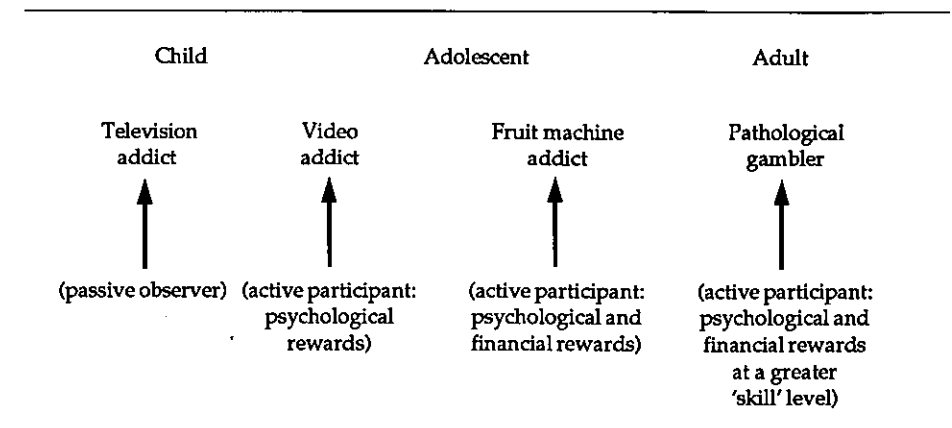 Child Adolescent Adult
Television Video Fruit machine Pathological
addict addict addict gambler
(passive observer) (active participant: (active participant: (active participant:
psychological psychological and psychological and
rewards) financial rewards) financial rewards
at a greater
'skill' level)